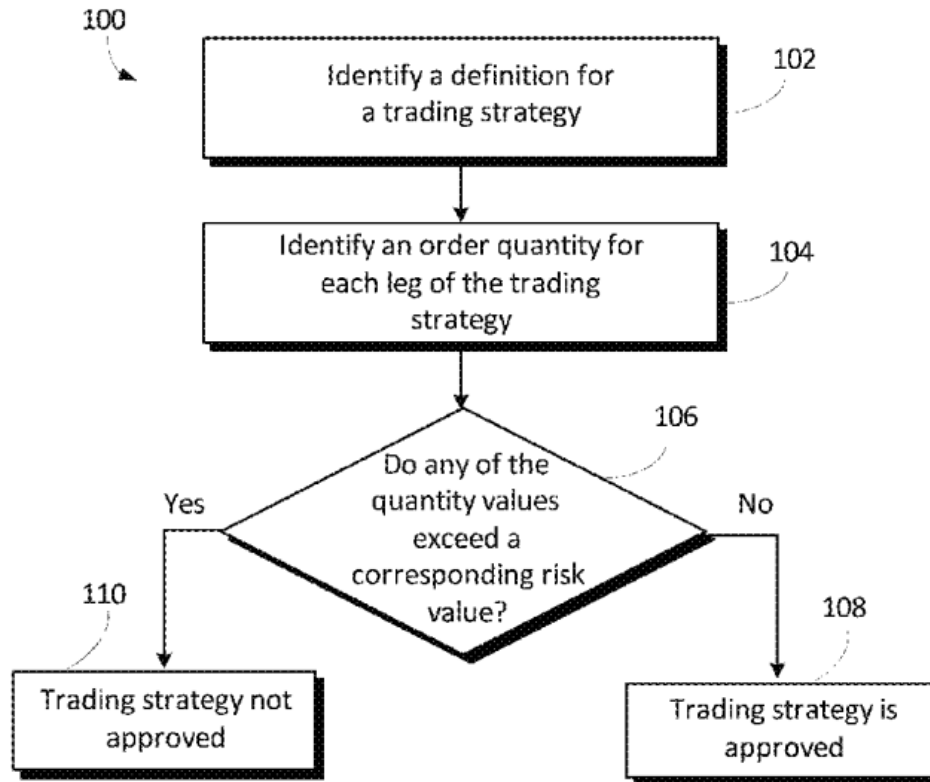 100
Identify a definition for
a trading strategy
102
Identify an order quantity for
each leg of the trading
strategy
104
106
Do any of the
quantity values
exceed a
corresponding risk
value?
Yes
No
110
Trading strategy not
approved
108
Trading strategy is
approved